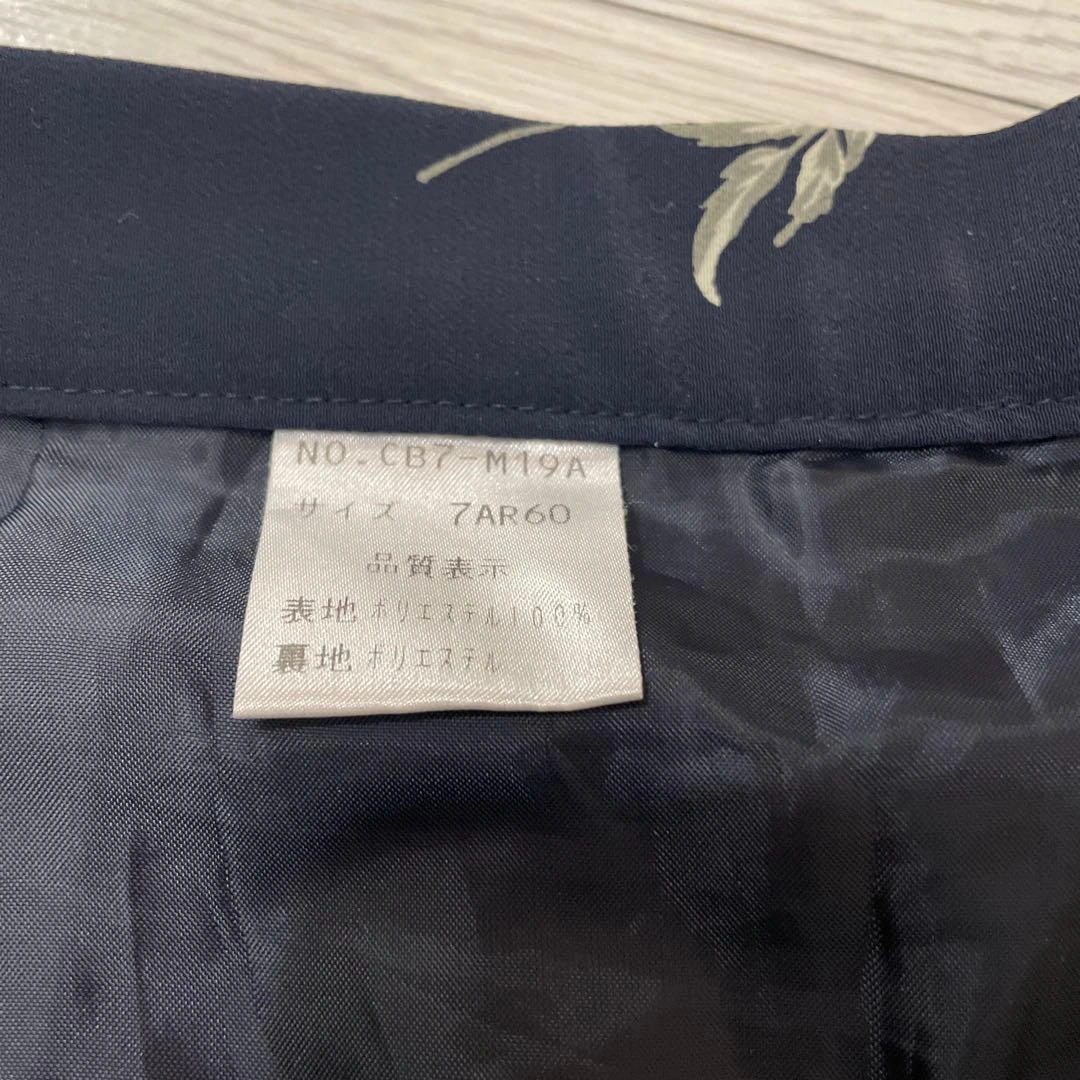 NO.CB7-M19A
サイズ 7AR60
品質表示
表地 ポリエステル100%
裏地 ポリエステル